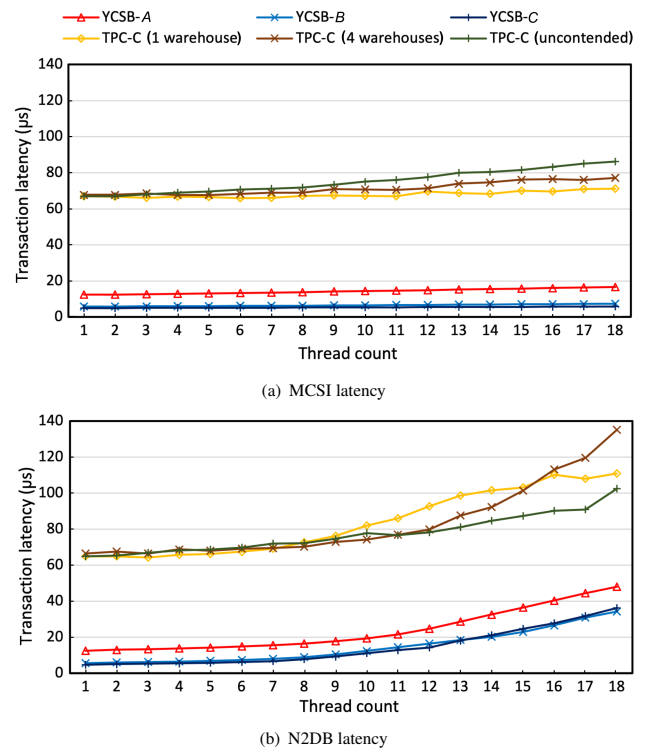 YCSB-A YCSB-B YCSB-C
TPC-C (1 warehouse) TPC-C (4 warehouses) TPC-C (uncontended)
140
120
100
80
60
40
20
0
Transaction latency (µs)
1 2 3 4 5 6 7 8 9 10 11 12 13 14 15 16 17 18
Thread count
(a) MCSI latency
140
120
100
80
60
40
20
0
Transaction latency (µs)
1 2 3 4 5 6 7 8 9 10 11 12 13 14 15 16 17 18
Thread count
(b) N2DB latency